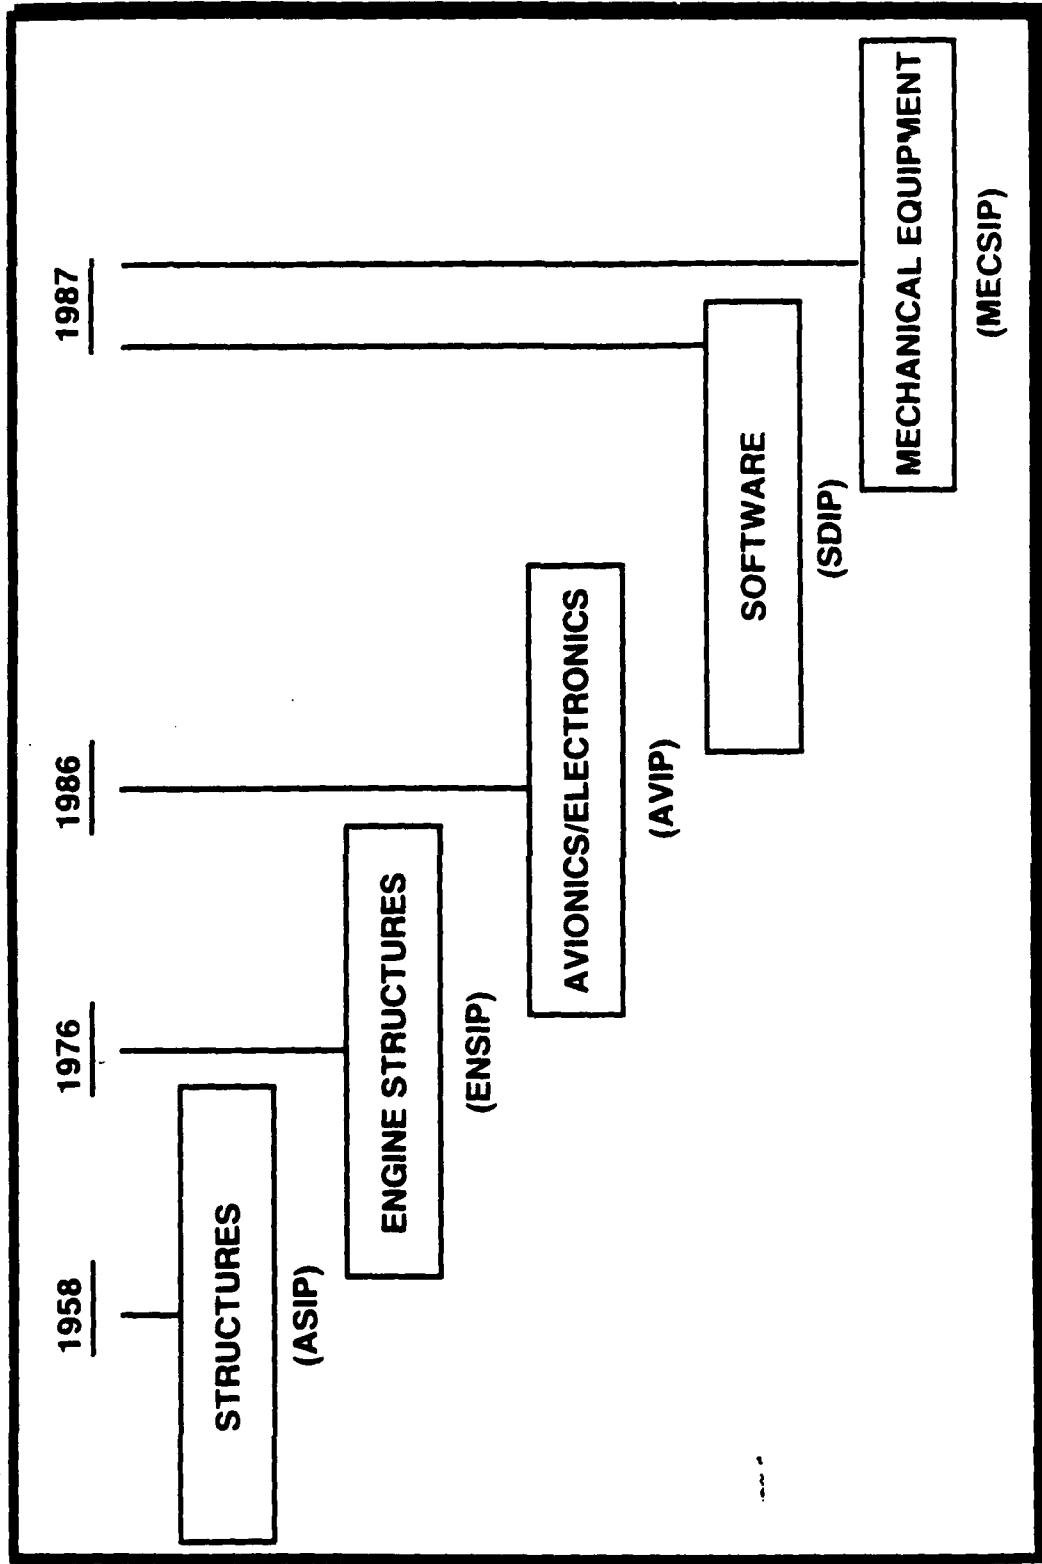 1958
1976
1986
1987
STRUCTURES
(ASIP)
ENGINE STRUCTURES
(ENSIP)
AVIONICS/ELECTRONICS
(AVIP)
SOFTWARE
(SDIP)
MECHANICAL EQUIPMENT
(MECSIP)